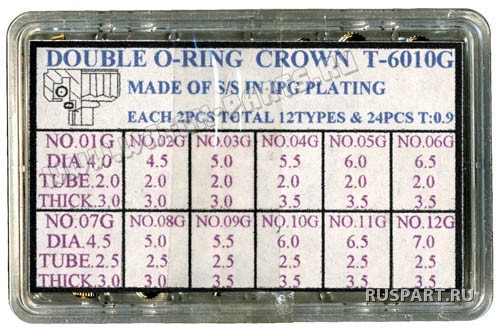 DOUBLE O-RING CROWN T-6010G
MADE OF S/S IN IPG PLATING
EACH 2PCS TOTAL 12TYPES & 24PCS T:0.9
NO.01G NO.02G NO.03G NO.04G NO.05G NO.06G
DIA.4.0 4.5 5.0 5.5 6.0 6.5
TUBE.2.0 2.0 2.0 2.0 2.0 2.0
THICK.3.0 3.0 3.0 3.5 3.5 3.5
NO.07G NO.08G NO.09G NO.10G NO.11G NO.12G
DIA.4.5 5.0 5.5 6.0 6.5 7.0
TUBE.2.5 2.5 2.5 2.5 2.5 2.5
THICK.3.0 3.0 3.5 3.5 3.5 3.5
RUSPART.RU